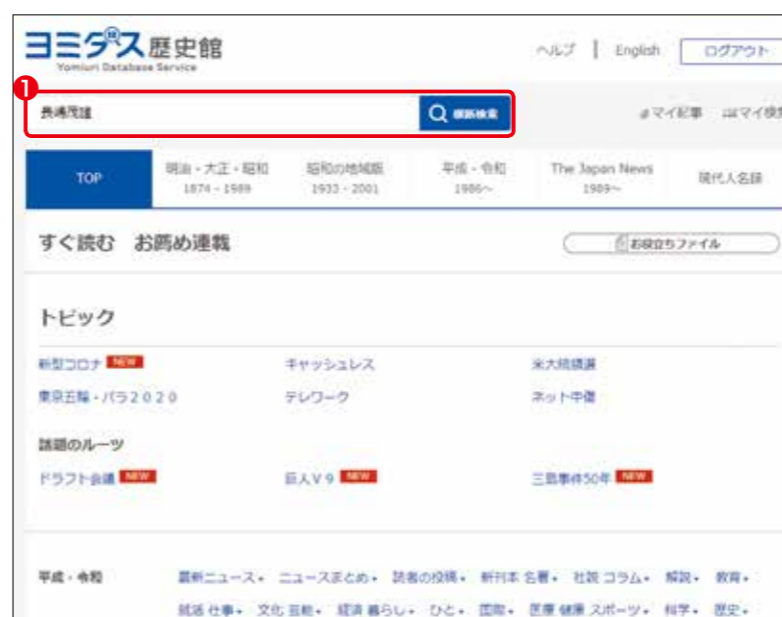 ヨミダス歴史館
Yomiuri Database Service
ヘルプ | English ログアウト
1
長嶋茂雄 横断検索 マイ記事 マイ検索
TOP 明治・大正・昭和 1874 - 1989 昭和の地域版 1933 - 2001 平成・令和 1986～ The Japan News 1989～ 現代人名録
すぐ読む お薦め連載 お役立ちファイル
トピック
新型コロナ NEW キャッシュレス 米大統領選
東京五輪・パラ2020 テレワーク ネット中傷
話題のルーツ
ドラフト会議 NEW 巨人V9 NEW 三島事件50年 NEW
平成・令和 最新ニュース+ ニュースまとめ+ 読者の投稿+ 新刊本 名著+ 社説 コラム+ 解説+ 教育+
就活 仕事+ 文化 芸能+ 経済 暮らし+ ひと+ 国際+ 医療 健康 スポーツ+ 科学+ 歴史+